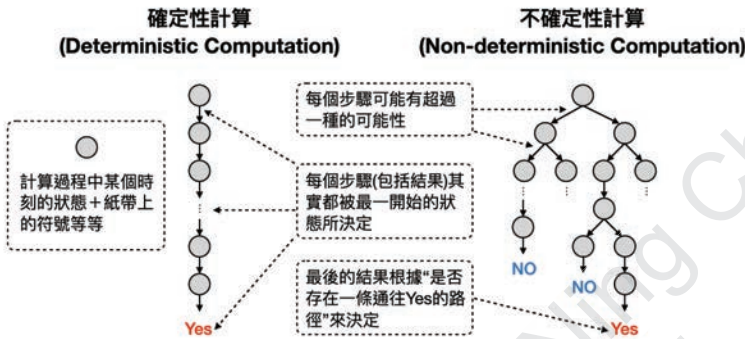 確定性計算
(Deterministic Computation)
不確定性計算
(Non-deterministic Computation)
計算過程中某個時
刻的狀態＋紙帶上
的符號等等
每個步驟可能有超過
一種的可能性
每個步驟(包括結果)其
實都被最一開始的狀
態所決定
最後的結果根據“是否
存在一條通往Yes的路
徑”來決定
Yes
NO
NO
Yes
Ning Ch